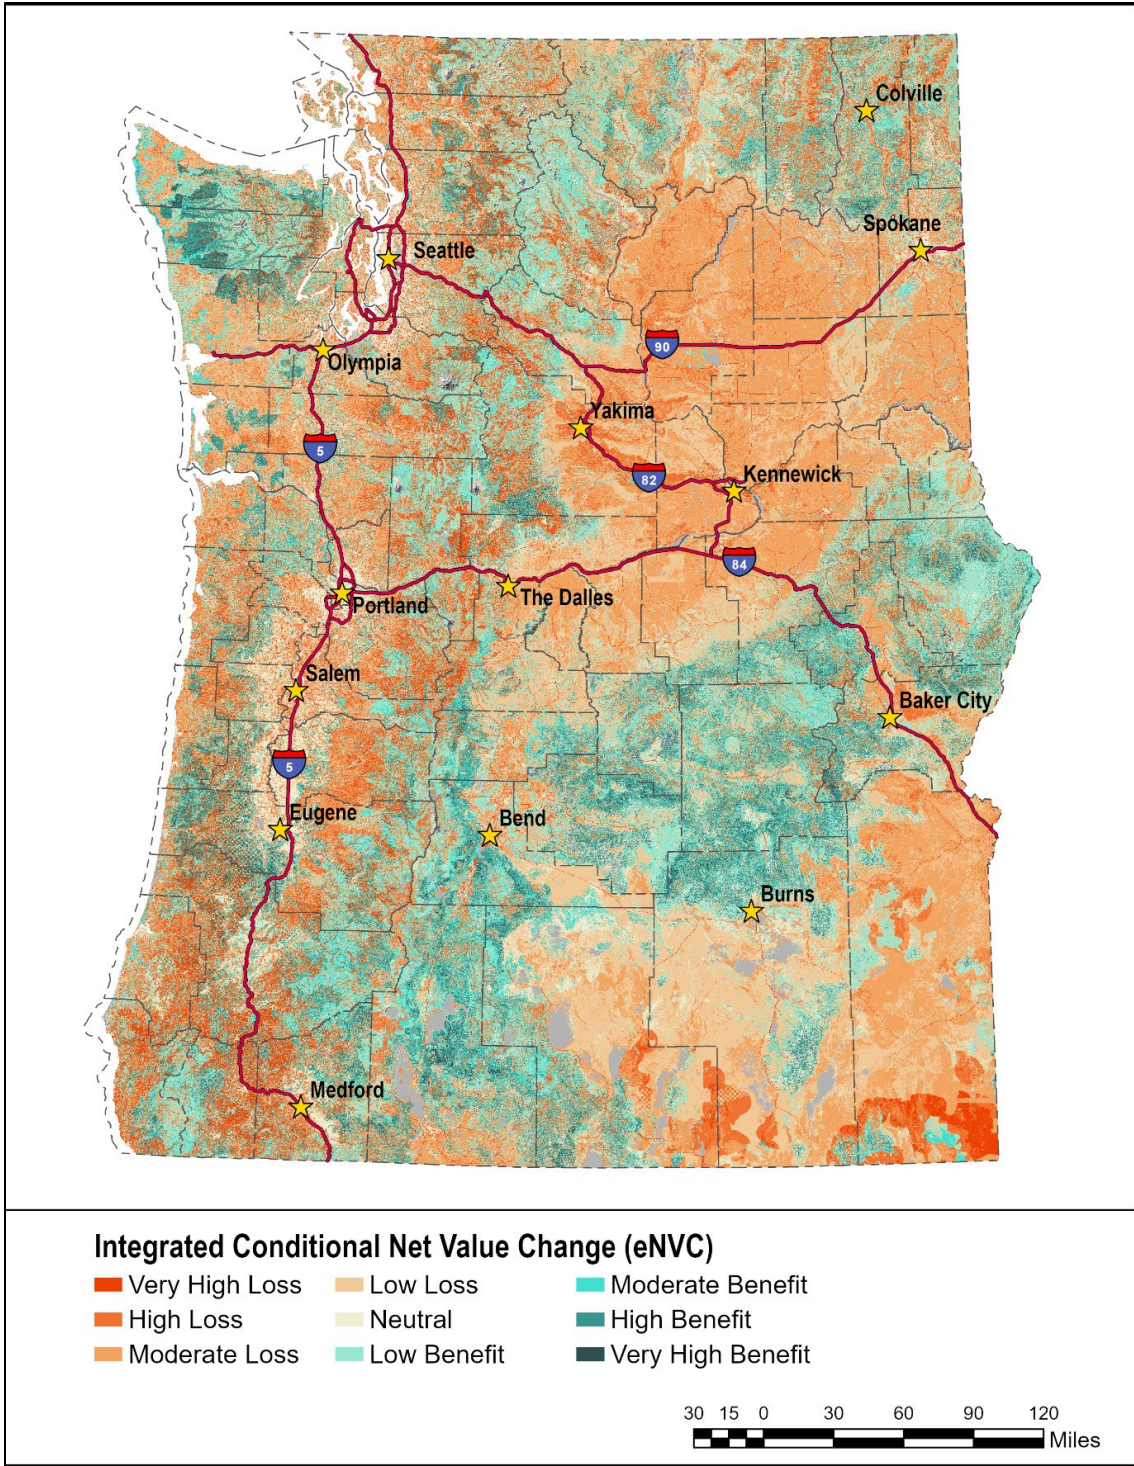 Colville
Spokane
Seattle
90
Olympia
Yakima
5
82
Kennewick
84
The Dalles
Portland
Salem
Baker City
5
Eugene
Bend
Burns
Medford
Integrated Conditional Net Value Change (eNVC)
Very High Loss
High Loss
Moderate Loss
Low Loss
Neutral
Low Benefit
Moderate Benefit
High Benefit
Very High Benefit
30 15 0 30 60 90 120
Miles